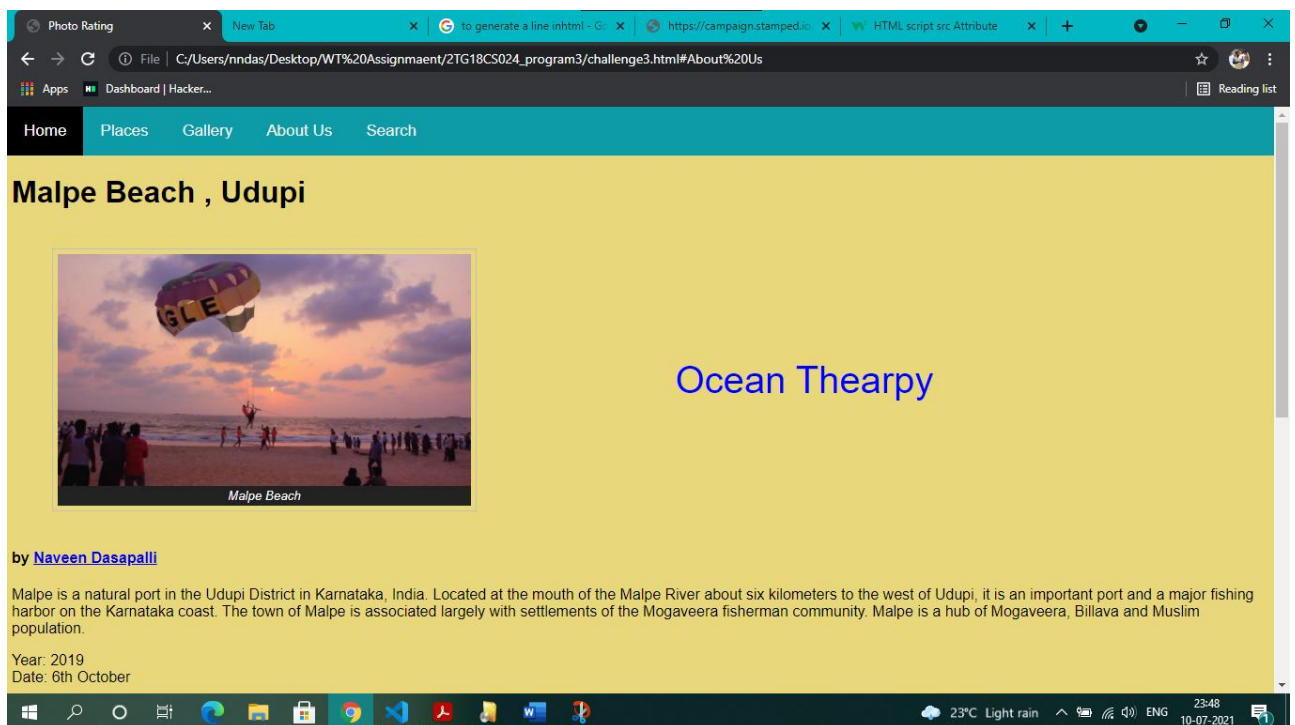 Photo Rating
New Tab
to generate a line inhtml - Go
https://campaign.stamped.io
HTML script src Attribute
File | C:/Users/nndas/Desktop/WT%20Assignmaent/2TG18CS024_program3/challenge3.html#About%20Us
Apps
Dashboard | Hacker...
Reading list
Home Places Gallery About Us Search
Malpe Beach , Udupi
GLE
Ocean Thearpy
Malpe Beach
by Naveen Dasapalli
Malpe is a natural port in the Udupi District in Karnataka, India. Located at the mouth of the Malpe River about six kilometers to the west of Udupi, it is an important port and a major fishing
harbor on the Karnataka coast. The town of Malpe is associated largely with settlements of the Mogaveera fisherman community. Malpe is a hub of Mogaveera, Billava and Muslim
population.
Year: 2019
Date: 6th October
23°C Light rain
ENG
23:48
10-07-2021